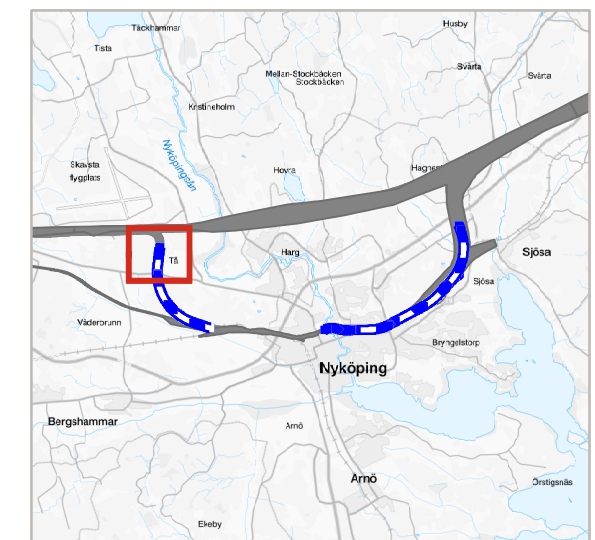 Husby
Täckhammar
Tista
Svärta
Mellan-Stockbäcken
Stockbäcken
Svärta
Kristineholm
Nyköpingsån
Skavsta
flygplats
Hovra
Harg
Sjösa
Tå
Sjösa
Väderbrunn
Bryngelstorp
Nyköping
Bergshammar
Arnö
Arnö
Örstigsnäs
Ekeby